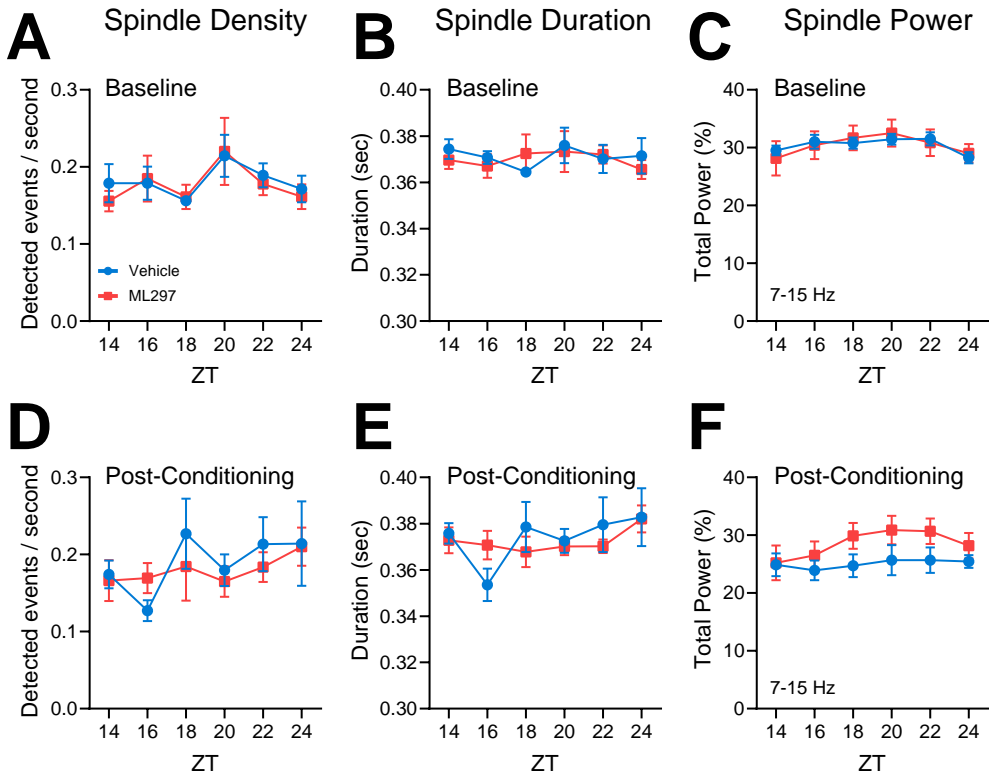 A Spindle Density
B Spindle Duration
C Spindle Power
Baseline
Detected events / second
0.3
0.2
0.1
0.0
Vehicle
ML297
14 16 18 20 22 24
ZT
Baseline
Duration (sec)
0.40
0.38
0.36
0.34
0.32
0.30
14 16 18 20 22 24
ZT
Baseline
Total Power (%)
40
30
20
10
0
7-15 Hz
14 16 18 20 22 24
ZT
D
Post-Conditioning
Detected events / second
0.3
0.2
0.1
0.0
14 16 18 20 22 24
ZT
E
Post-Conditioning
Duration (sec)
0.40
0.38
0.36
0.34
0.32
0.30
14 16 18 20 22 24
ZT
F
Post-Conditioning
Total Power (%)
40
30
20
10
0
7-15 Hz
14 16 18 20 22 24
ZT